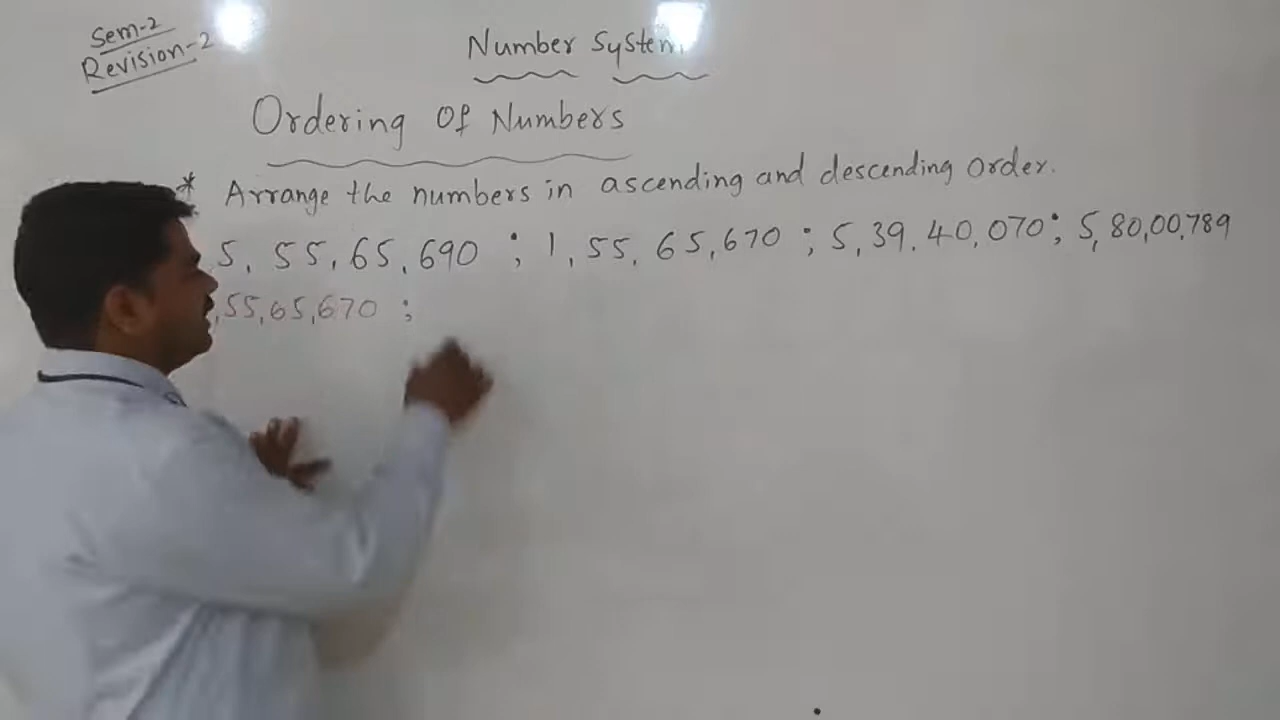 Sem-2
Revision-2
Number System
Ordering Of Numbers
* Arrange the numbers in ascending and descending Order.
5, 55, 65, 690 ; 1, 55, 65, 670 ; 5, 39, 40, 070 ; 5, 80,00,789
,55,65,670 ;